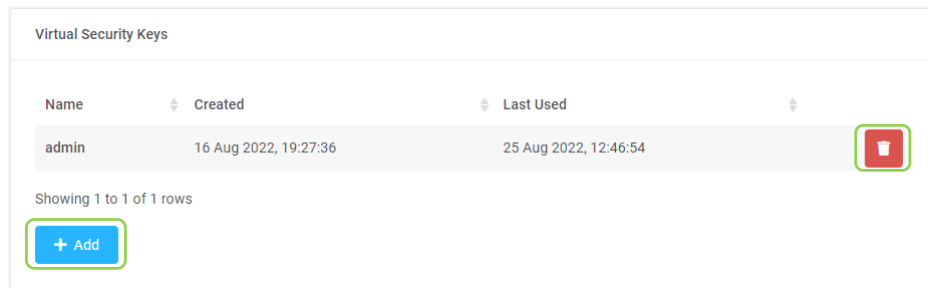 Virtual Security Keys
Name Created Last Used
admin 16 Aug 2022, 19:27:36 25 Aug 2022, 12:46:54
Showing 1 to 1 of 1 rows
+ Add